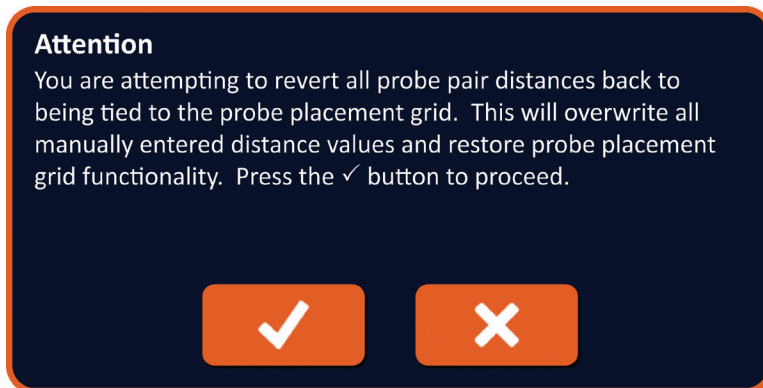 Attention
You are attempting to revert all probe pair distances back to
being tied to the probe placement grid.  This will overwrite all
manually entered distance values and restore probe placement
grid functionality.  Press the ✓ button to proceed.